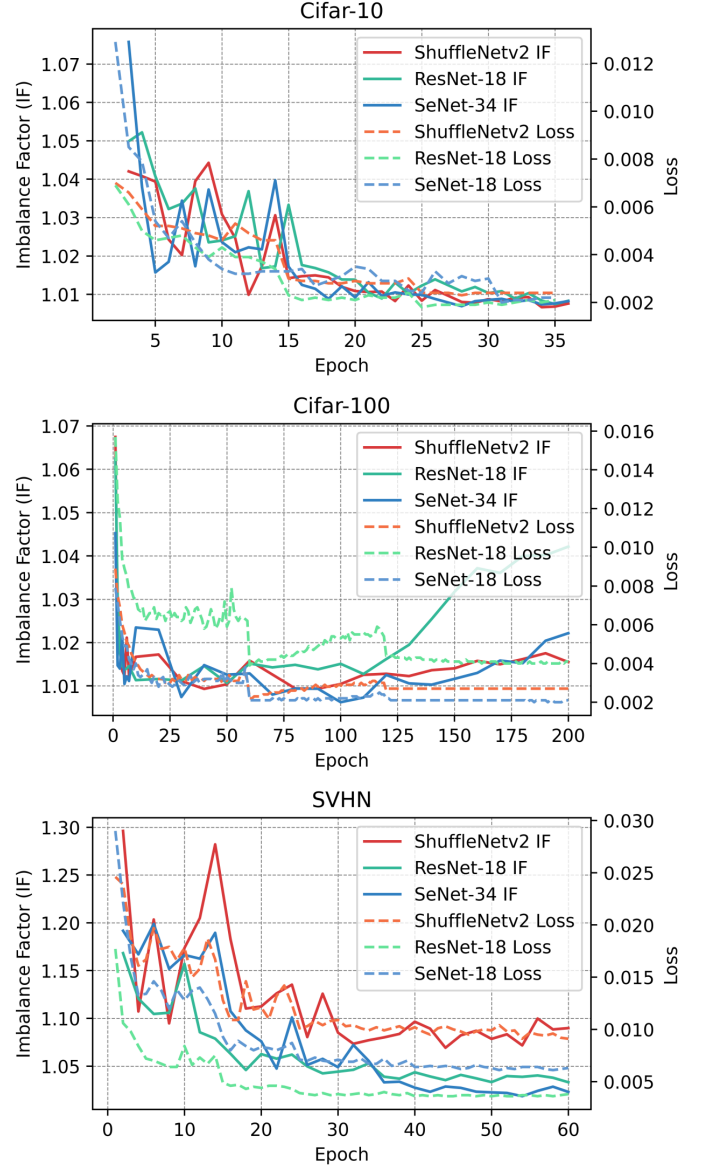 Cifar-10
1.07
1.06
1.05
1.04
1.03
1.02
1.01
Imbalance Factor (IF)
ShuffleNetv2 IF
ResNet-18 IF
SeNet-34 IF
ShuffleNetv2 Loss
ResNet-18 Loss
SeNet-18 Loss
0.012
0.010
0.008
0.006
0.004
0.002
Loss
5 10 15 20 25 30 35
Epoch
Cifar-100
1.07
1.06
1.05
1.04
1.03
1.02
1.01
Imbalance Factor (IF)
ShuffleNetv2 IF
ResNet-18 IF
SeNet-34 IF
ShuffleNetv2 Loss
ResNet-18 Loss
SeNet-18 Loss
0.016
0.014
0.012
0.010
0.008
0.006
0.004
0.002
Loss
0 25 50 75 100 125 150 175 200
Epoch
SVHN
1.30
1.25
1.20
1.15
1.10
1.05
Imbalance Factor (IF)
ShuffleNetv2 IF
ResNet-18 IF
SeNet-34 IF
ShuffleNetv2 Loss
ResNet-18 Loss
SeNet-18 Loss
0.030
0.025
0.020
0.015
0.010
0.005
Loss
0 10 20 30 40 50 60
Epoch